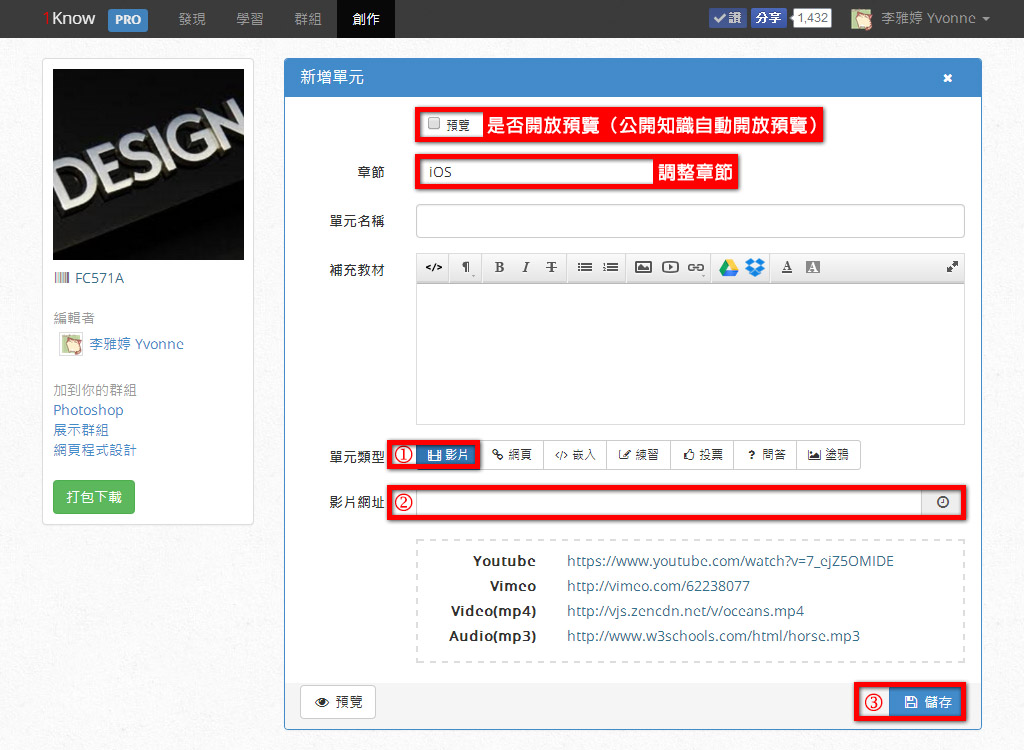 1Know PRO 發現 學習 群組 創作 讚 分享 1,432 李雅婷 Yvonne
DESIGN
FC571A
編輯者
李雅婷 Yvonne
加到你的群組
Photoshop
展示群組
網頁程式設計
打包下載
新增單元
預覽 是否開放預覽（公開知識自動開放預覽）
章節 iOS 調整章節
單元名稱
補充教材
單元類型 ① 影片 網頁 嵌入 練習 投票 問答 塗鴉
影片網址 ②
Youtube https://www.youtube.com/watch?v=7_ejZ5OMIDE
Vimeo http://vimeo.com/62238077
Video(mp4) http://vjs.zencdn.net/v/oceans.mp4
Audio(mp3) http://www.w3schools.com/html/horse.mp3
預覽 ③ 儲存